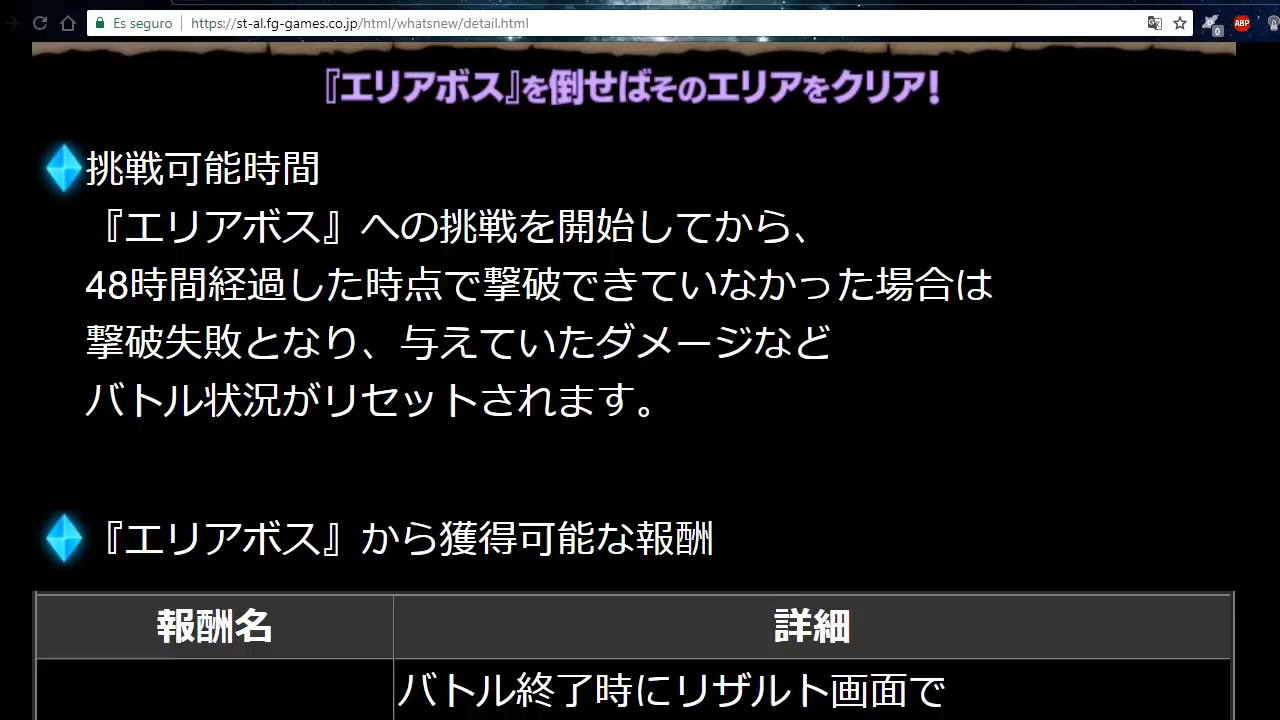 Es seguro
https://st-al.fg-games.co.jp/html/whatsnew/detail.html
0
ABP
『エリアボス』を倒せばそのエリアをクリア!
挑戦可能時間
『エリアボス』への挑戦を開始してから、
48時間経過した時点で撃破できていなかった場合は
撃破失敗となり、与えていたダメージなど
バトル状況がリセットされます。
『エリアボス』から獲得可能な報酬
報酬名
詳細
バトル終了時にリザルト画面で